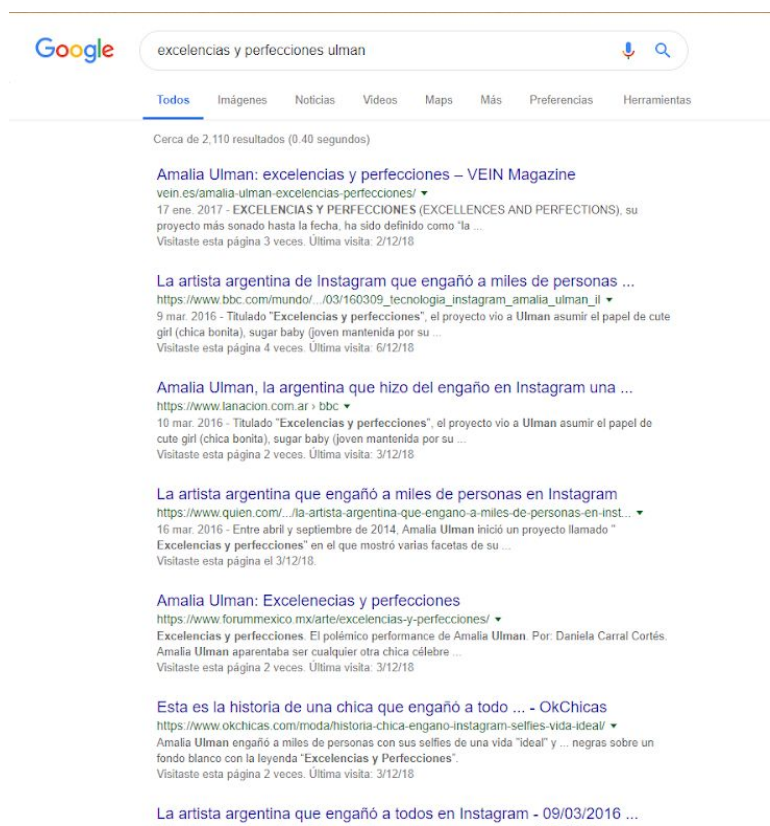 Google
excelencias y perfecciones ulman
Todos Imágenes Noticias Videos Maps Más Preferencias Herramientas
Cerca de 2,110 resultados (0.40 segundos)
Amalia Ulman: excelencias y perfecciones – VEIN Magazine
vein.es/amalia-ulman-excelencias-perfecciones/
17 ene. 2017 - EXCELENCIAS Y PERFECCIONES (EXCELLENCES AND PERFECTIONS), su
proyecto más sonado hasta la fecha, ha sido definido como "la ...
Visitaste esta página 3 veces. Última visita: 2/12/18
La artista argentina de Instagram que engañó a miles de personas ...
https://www.bbc.com/mundo/.../03/160309_tecnologia_instagram_amalia_ulman_il
9 mar. 2016 - Titulado "Excelencias y perfecciones", el proyecto vio a Ulman asumir el papel de cute
girl (chica bonita), sugar baby (joven mantenida por su ...
Visitaste esta página 4 veces. Última visita: 6/12/18
Amalia Ulman, la argentina que hizo del engaño en Instagram una ...
https://www.lanacion.com.ar › bbc
10 mar. 2016 - Titulado "Excelencias y perfecciones", el proyecto vio a Ulman asumir el papel de
cute girl (chica bonita), sugar baby (joven mantenida por su ...
Visitaste esta página 2 veces. Última visita: 3/12/18
La artista argentina que engañó a miles de personas en Instagram
https://www.quien.com/.../la-artista-argentina-que-engano-a-miles-de-personas-en-inst...
16 mar. 2016 - Entre abril y septiembre de 2014, Amalia Ulman inició un proyecto llamado "
Excelencias y perfecciones" en el que mostró varias facetas de su ...
Visitaste esta página el 3/12/18.
Amalia Ulman: Excelenecias y perfecciones
https://www.forummexico.mx/arte/excelencias-y-perfecciones/
Excelencias y perfecciones. El polémico performance de Amalia Ulman. Por: Daniela Carral Cortés.
Amalia Ulman aparentaba ser cualquier otra chica célebre ...
Visitaste esta página 2 veces. Última visita: 3/12/18
Esta es la historia de una chica que engañó a todo ... - OkChicas
https://www.okchicas.com/moda/historia-chica-engano-instagram-selfies-vida-ideal/
Amalia Ulman engañó a miles de personas con sus selfies de una vida "ideal" y ... negras sobre un
fondo blanco con la leyenda "Excelencias y Perfecciones".
Visitaste esta página 2 veces. Última visita: 3/12/18
La artista argentina que engañó a todos en Instagram - 09/03/2016 ...